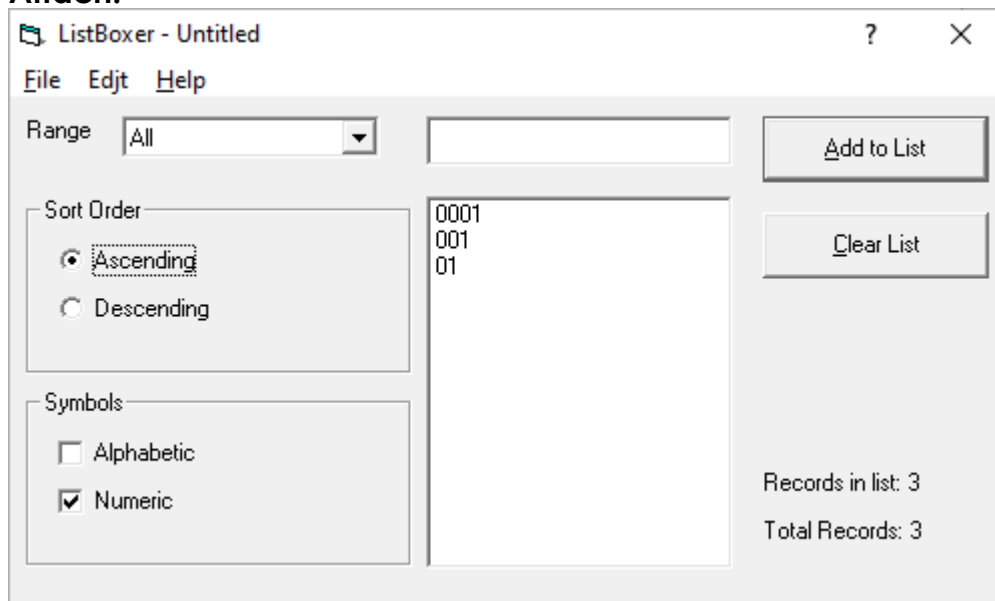 ListBoxer - Untitled ?
File Edjt Help
Range All
Add to List
Sort Order
Ascending
Descending
0001
001
01
Clear List
Symbols
Alphabetic
Numeric
Records in list: 3
Total Records: 3